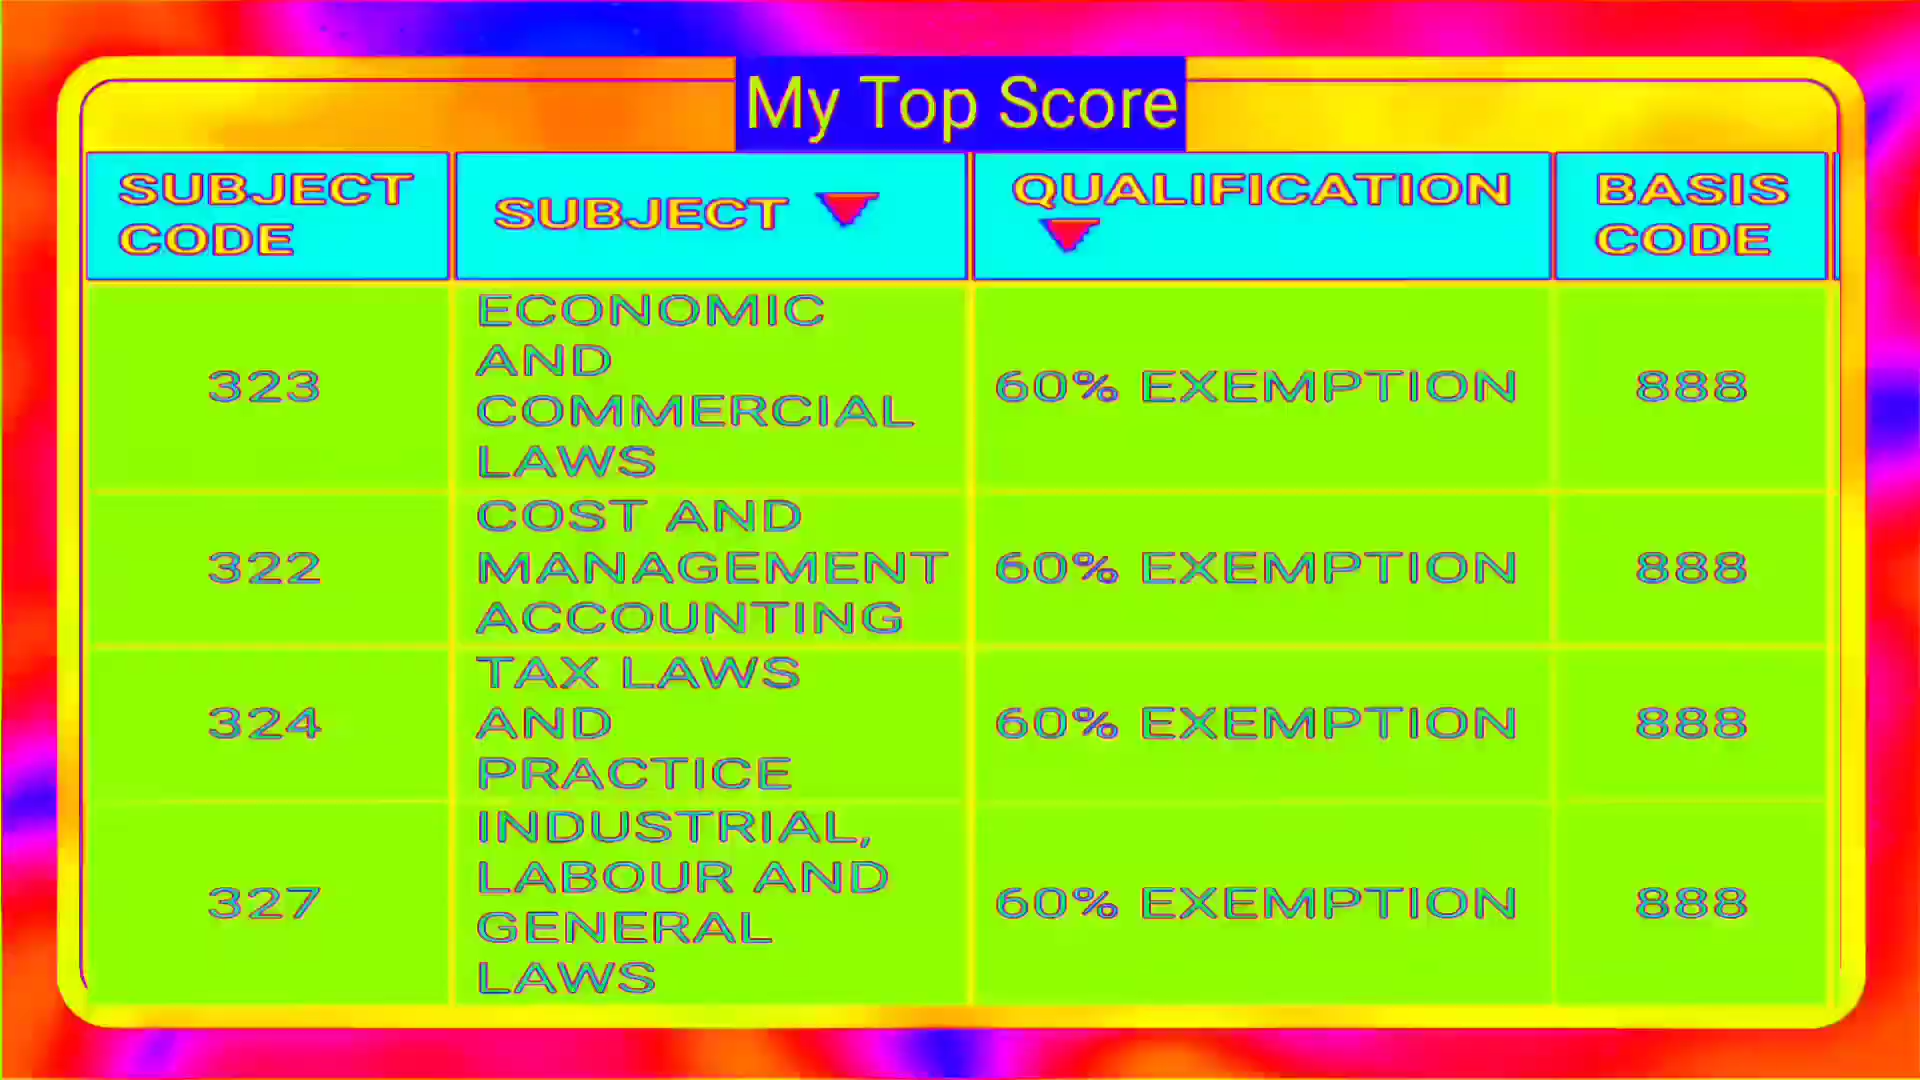 My Top Score
SUBJECT CODE SUBJECT QUALIFICATION BASIS CODE
323 ECONOMIC AND COMMERCIAL LAWS 60% EXEMPTION 888
322 COST AND MANAGEMENT ACCOUNTING 60% EXEMPTION 888
324 TAX LAWS AND PRACTICE 60% EXEMPTION 888
327 INDUSTRIAL, LABOUR AND GENERAL LAWS 60% EXEMPTION 888